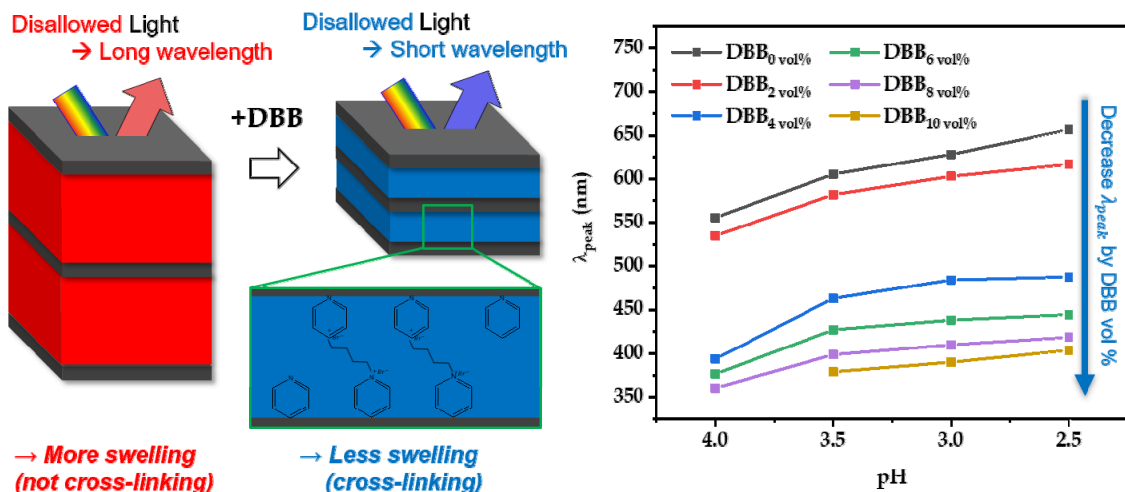 Disallowed Light
→ Long wavelength
+DBB
Disallowed Light
→ Short wavelength
→ More swelling
(not cross-linking)
→ Less swelling
(cross-linking)
N
N
+ Br⁻
+ Br⁻
N
N
λpeak (nm)
750
700
650
600
550
500
450
400
350
DBB0 vol%
DBB2 vol%
DBB4 vol%
DBB6 vol%
DBB8 vol%
DBB10 vol%
4.0 3.5 3.0 2.5
pH
Decrease λpeak by DBB vol %